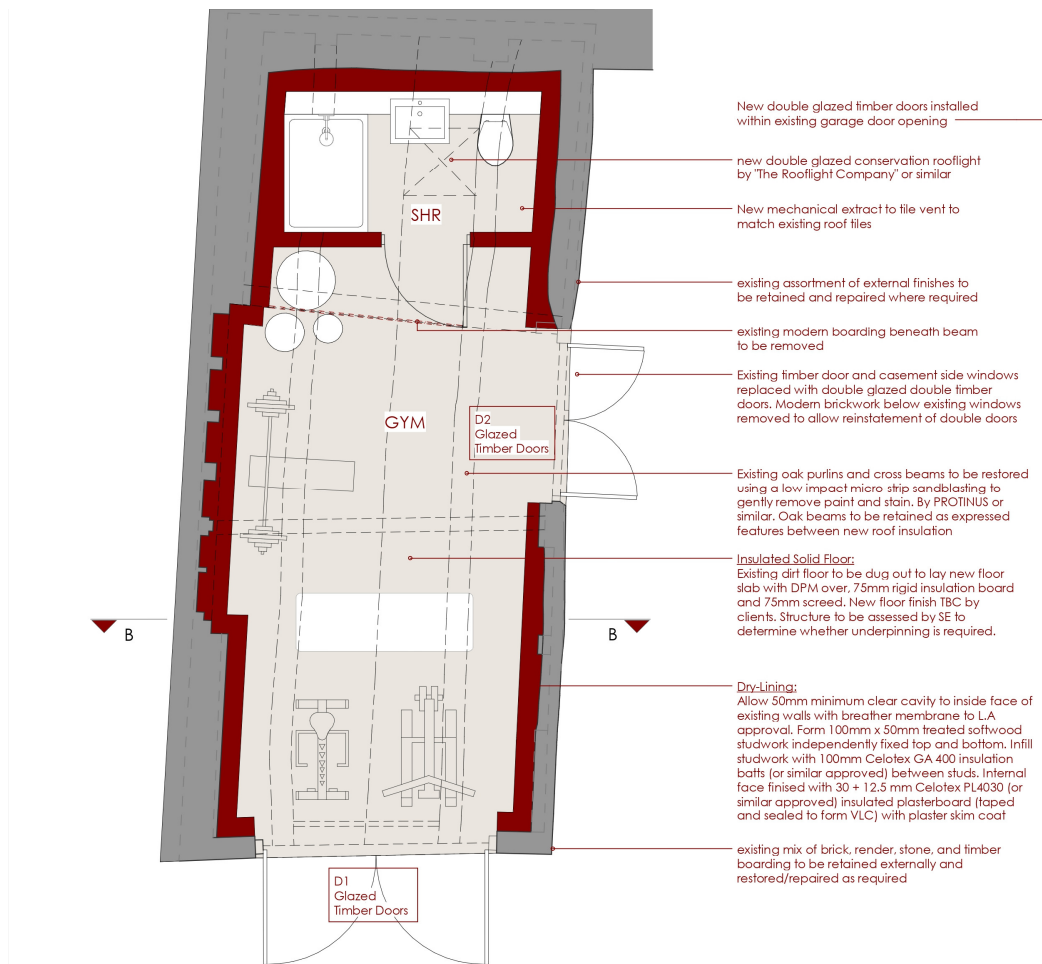 New double glazed timber doors installed
within existing garage door opening
new double glazed conservation rooflight
by "The Rooflight Company" or similar
SHR
New mechanical extract to tile vent to
match existing roof tiles
existing assortment of external finishes to
be retained and repaired where required
existing modern boarding beneath beam
to be removed
Existing timber door and casement side windows
replaced with double glazed double timber
doors. Modern brickwork below existing windows
removed to allow reinstatement of double doors
GYM
D2
Glazed
Timber Doors
Existing oak purlins and cross beams to be restored
using a low impact micro strip sandblasting to
gently remove paint and stain. By PROTINUS or
similar. Oak beams to be retained as expressed
features between new roof insulation
Insulated Solid Floor:
Existing dirt floor to be dug out to lay new floor
slab with DPM over, 75mm rigid insulation board
and 75mm screed. New floor finish TBC by
clients. Structure to be assessed by SE to
determine whether underpinning is required.
B
B
Dry-Lining:
Allow 50mm minimum clear cavity to inside face of
existing walls with breather membrane to L.A
approval. Form 100mm x 50mm treated softwood
studwork independently fixed top and bottom. Infill
studwork with 100mm Celotex GA 400 insulation
batts (or similar approved) between studs. Internal
face finised with 30 + 12.5 mm Celotex PL4030 (or
similar approved) insulated plasterboard (taped
and sealed to form VLC) with plaster skim coat
existing mix of brick, render, stone, and timber
boarding to be retained externally and
restored/repaired as required
D1
Glazed
Timber Doors